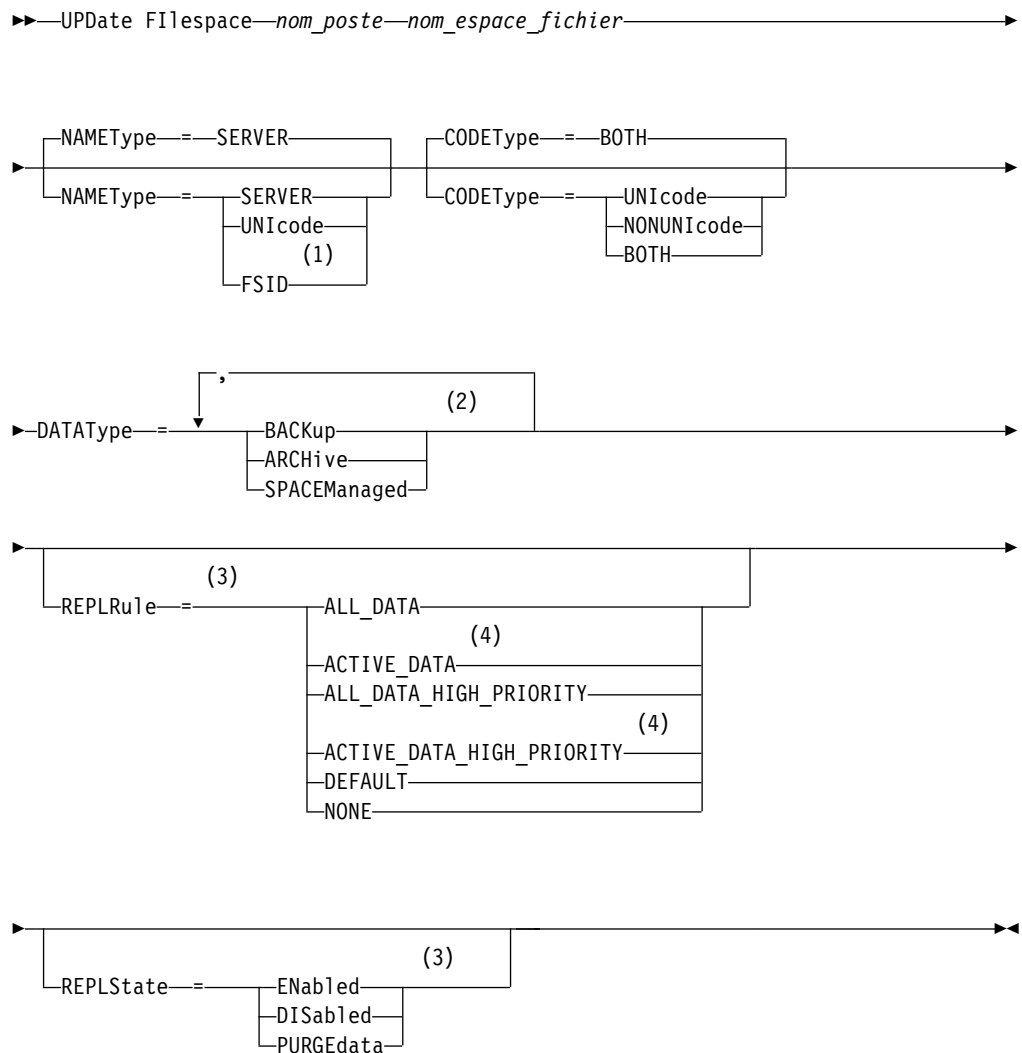 UPDate FIlespace nom_poste nom_espace_fichier
NAMEType = SERVER CODEType = BOTH
NAMEType = SERVER CODEType = UNIcode
UNIcode NONUNIcode
(1) BOTH
FSID
,
(2)
DATAType = BACKup
ARCHive
SPACEManaged
(3)
REPLRule = ALL_DATA
(4)
ACTIVE_DATA
ALL_DATA_HIGH_PRIORITY
(4)
ACTIVE_DATA_HIGH_PRIORITY
DEFAULT
NONE
(3)
REPLState = ENabled
DISabled
PURGEdata